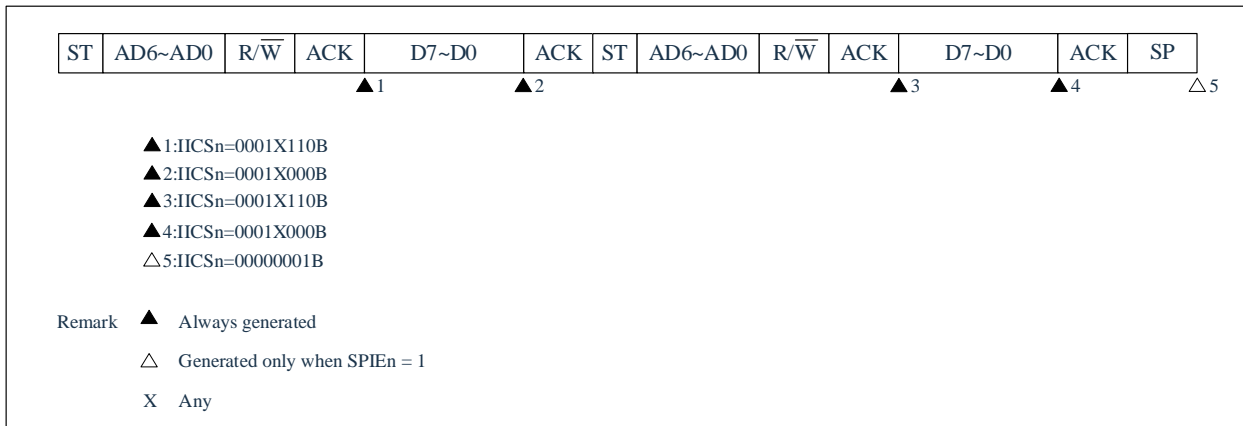 ST AD6~AD0 R/W̅ ACK D7~D0 ACK ST AD6~AD0 R/W̅ ACK D7~D0 ACK SP
▲1 ▲2 ▲3 ▲4 △5
▲1:IICSn=0001X110B
▲2:IICSn=0001X000B
▲3:IICSn=0001X110B
▲4:IICSn=0001X000B
△5:IICSn=00000001B
Remark ▲ Always generated
△ Generated only when SPIEn = 1
X Any